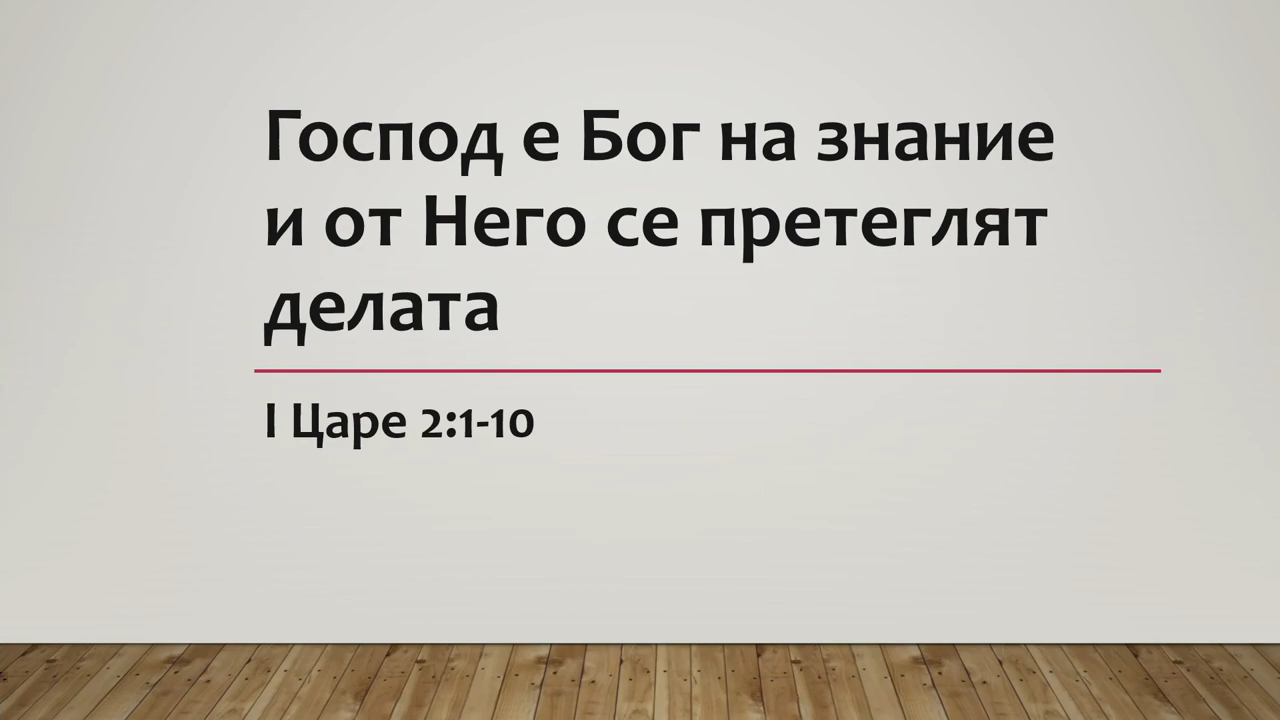 Господ е Бог на знание
и от Него се претеглят
делата
I Царе 2:1-10